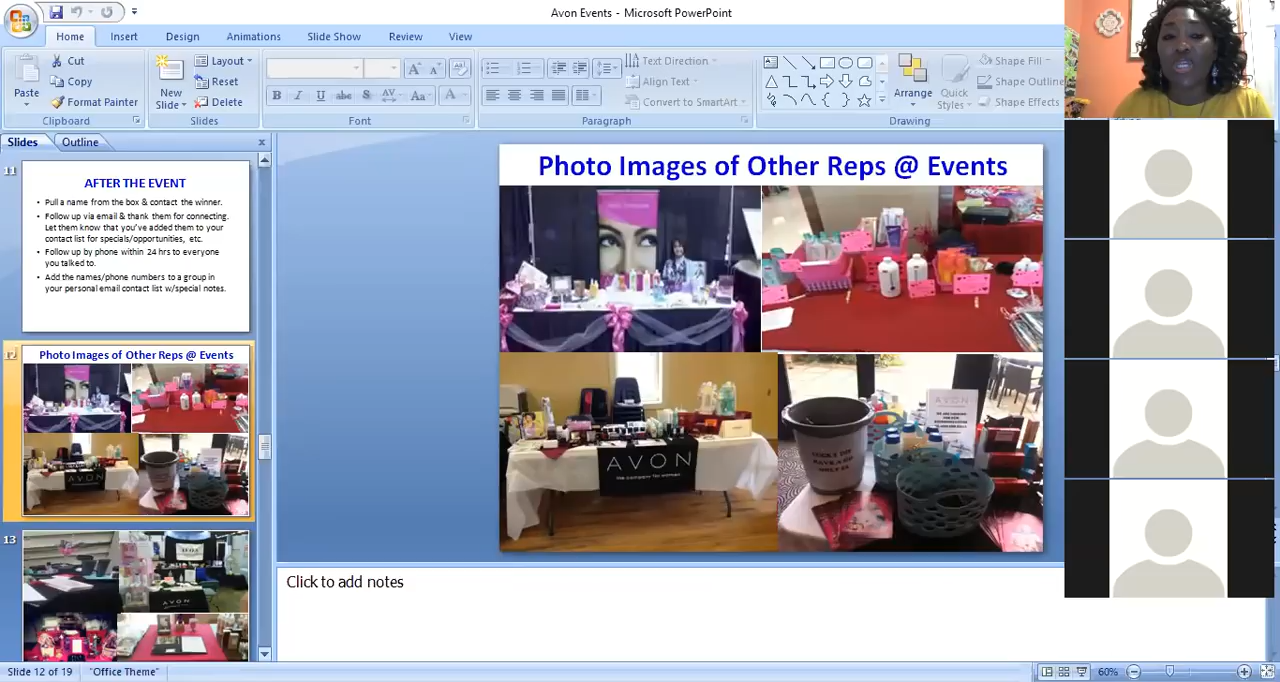 Avon Events - Microsoft PowerPoint
Home Insert Design Animations Slide Show Review View
Paste
Cut
Copy
Format Painter
Clipboard
New
Slide
Layout
Reset
Delete
Slides
B I U abc S AV Aa A
Font
Text Direction
Align Text
Convert to SmartArt
Paragraph
Arrange
Quick
Styles
Shape Fill
Shape Outline
Shape Effects
Drawing
Slides Outline
11
AFTER THE EVENT
• Pull a name from the box & contact the winner.
• Follow up via email & thank them for connecting.
Let them know that you've added them to your
contact list for specials/opportunities, etc.
• Follow up by phone within 24 hrs to everyone
you talked to.
• Add the names/phone numbers to a group in
your personal email contact list w/special notes.
12
Photo Images of Other Reps @ Events
AVON
13
AVON
Photo Images of Other Reps @ Events
AVON
the company for women
AVON
Click to add notes
Slide 12 of 19
"Office Theme"
60%